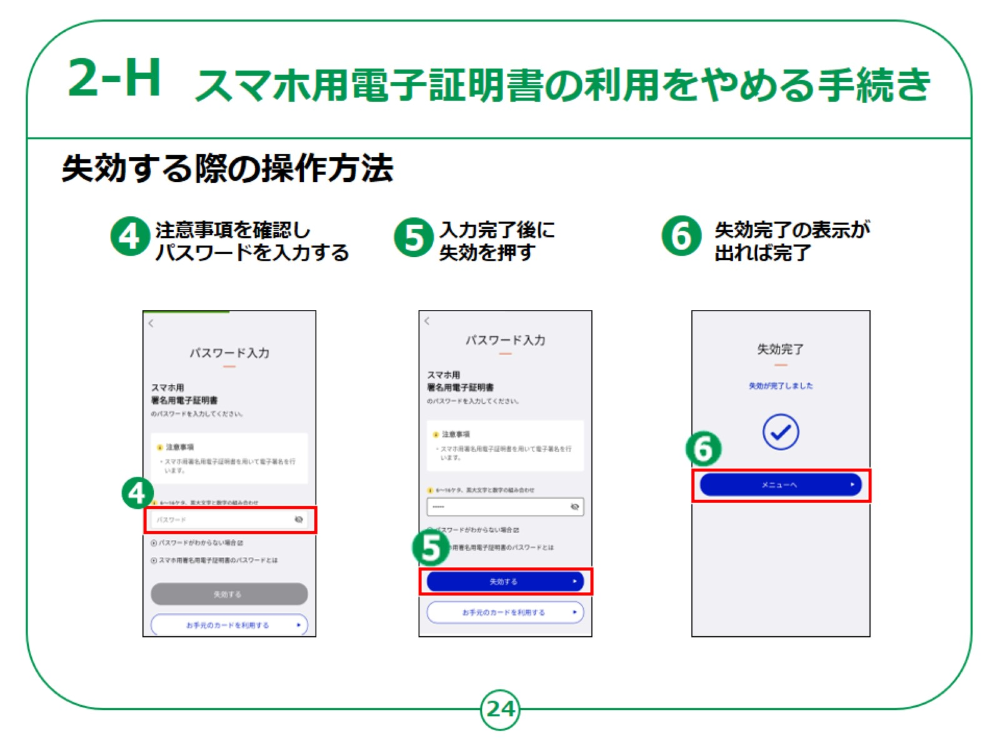 2-H スマホ用電子証明書の利用をやめる手続き
失効する際の操作方法
4 注意事項を確認し
パスワードを入力する
5 入力完了後に
失効を押す
6 失効完了の表示が
出れば完了
パスワード入力
スマホ用
署名用電子証明書
のパスワードを入力してください。
注意事項
・スマホ用署名用電子証明書を用いて電子署名を行
います。
4
6〜16ケタ、英大文字と数字の組み合わせ
パスワード
パスワードがわからない場合
スマホ用署名用電子証明書のパスワードとは
失効する
お手元のカードを利用する
パスワード入力
スマホ用
署名用電子証明書
のパスワードを入力してください。
注意事項
・スマホ用署名用電子証明書を用いて電子署名を行
います。
6〜16ケタ、英大文字と数字の組み合わせ
•••••
パスワードがわからない場合
5
用署名用電子証明書のパスワードとは
失効する
お手元のカードを利用する
失効完了
失効が完了しました
6
メニューへ
24